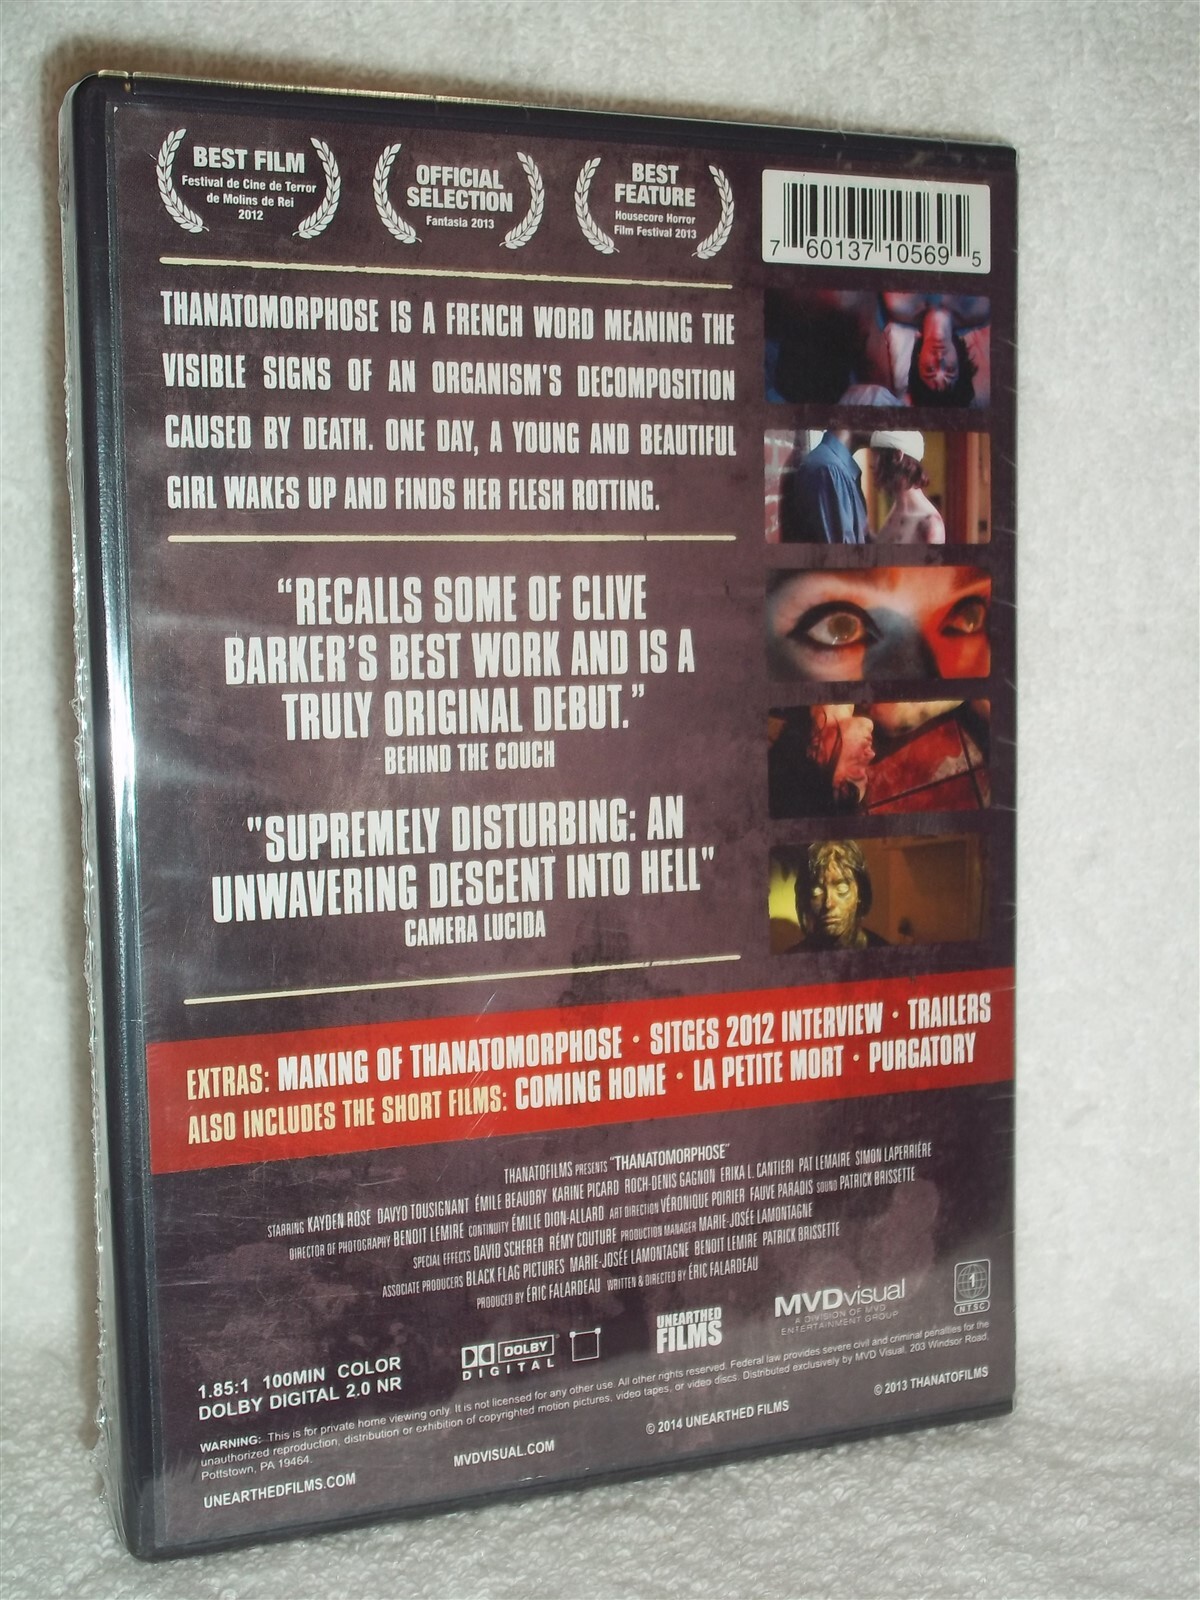 BEST FILM
Festival de Cine de Terror
de Molins de Rei
2012
OFFICIAL
SELECTION
Fantasia 2013
BEST
FEATURE
Housecore Horror
Film Festival 2013
7 60137 10569 5
THANATOMORPHOSE IS A FRENCH WORD MEANING THE
VISIBLE SIGNS OF AN ORGANISM'S DECOMPOSITION
CAUSED BY DEATH. ONE DAY, A YOUNG AND BEAUTIFUL
GIRL WAKES UP AND FINDS HER FLESH ROTTING.
“RECALLS SOME OF CLIVE
BARKER'S BEST WORK AND IS A
TRULY ORIGINAL DEBUT.”
BEHIND THE COUCH
"SUPREMELY DISTURBING: AN
UNWAVERING DESCENT INTO HELL"
CAMERA LUCIDA
EXTRAS: MAKING OF THANATOMORPHOSE · SITGES 2012 INTERVIEW · TRAILERS
ALSO INCLUDES THE SHORT FILMS: COMING HOME · LA PETITE MORT · PURGATORY
THANATOFILMS PRESENTS "THANATOMORPHOSE"
STARRING KAYDEN ROSE DAVYD TOUSIGNANT ÉMILE BEAUDRY KARINE PICARD ROCH-DENIS GAGNON ERIKA L. CANTIERI PAT LEMAIRE SIMON LAPERRIÈRE
DIRECTOR OF PHOTOGRAPHY BENOIT LEMIRE CONTINUITY ÉMILIE DION-ALLARD ART DIRECTION VÉRONIQUE POIRIER FAUVE PARADIS SOUND PATRICK BRISSETTE
SPECIAL EFFECTS DAVID SCHERER RÉMY COUTURE PRODUCTION MANAGER MARIE-JOSÉE LAMONTAGNE
ASSOCIATE PRODUCERS BLACK FLAG PICTURES MARIE-JOSÉE LAMONTAGNE BENOIT LEMIRE PATRICK BRISSETTE
PRODUCED BY ÉRIC FALARDEAU WRITTEN & DIRECTED BY ÉRIC FALARDEAU
1.85:1 100MIN COLOR
DOLBY DIGITAL 2.0 NR
DOLBY
DIGITAL
UNEARTHED
FILMS
MVDvisual
A DIVISION OF MVD
ENTERTAINMENT GROUP
1
NTSC
WARNING: This is for private home viewing only. It is not licensed for any other use. All other rights reserved. Federal law provides severe civil and criminal penalties for the
unauthorized reproduction, distribution or exhibition of copyrighted motion pictures, video tapes, or video discs. Distributed exclusively by MVD Visual, 203 Windsor Road,
Pottstown, PA 19464.
UNEARTHEDFILMS.COM
MVDVISUAL.COM
© 2014 UNEARTHED FILMS
© 2013 THANATOFILMS